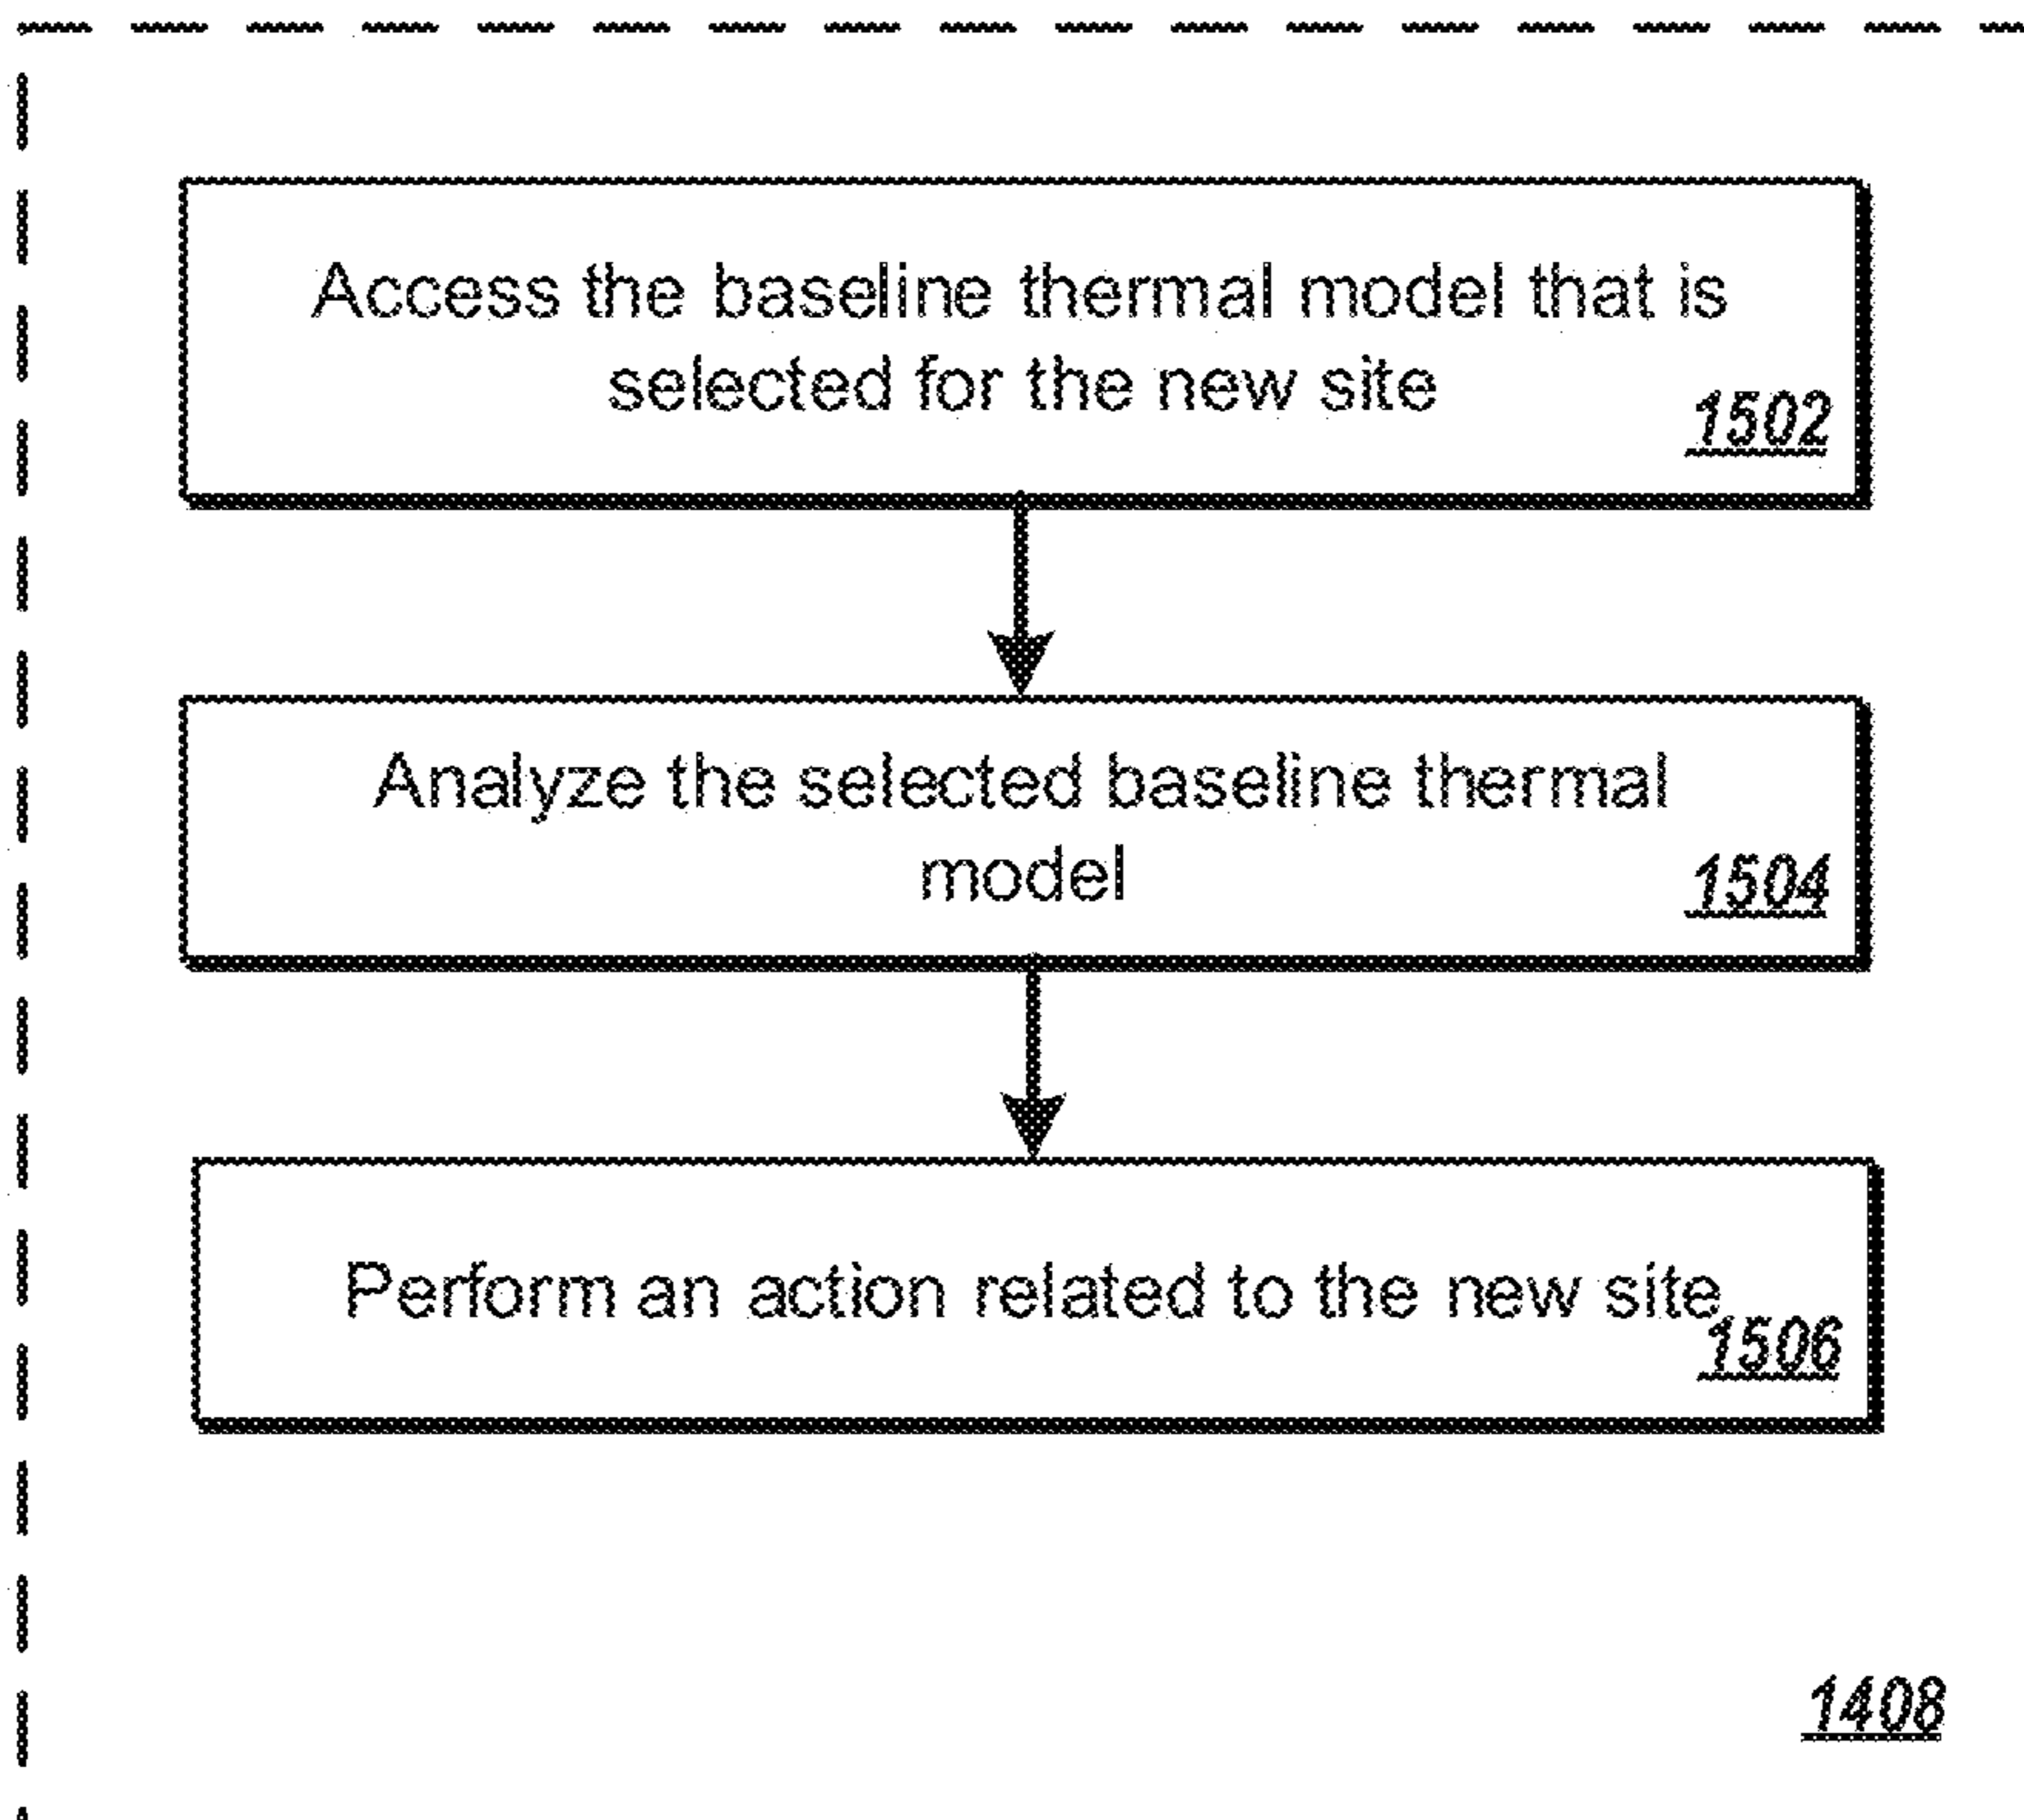 Access the baseline thermal model that is
selected for the new site
1502
Analyze the selected baseline thermal
model
1504
Perform an action related to the new site
1506
1408